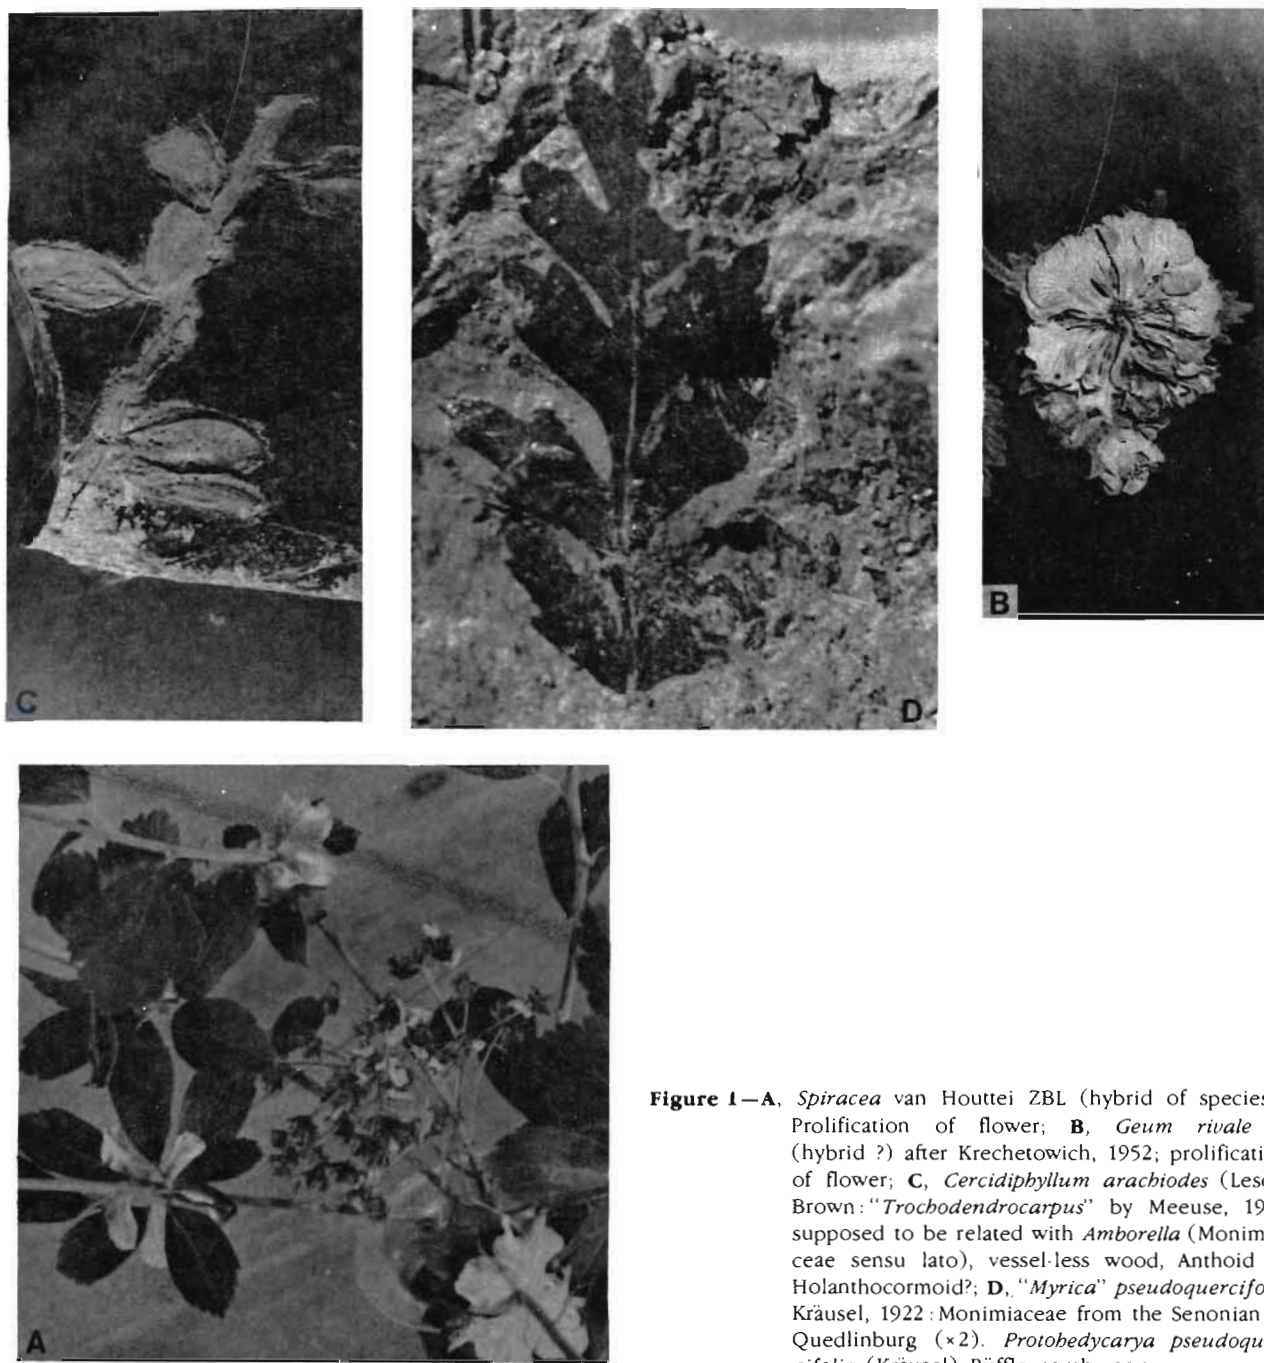 C
D
B
A
Figure 1—A, Spiracea van Houttei ZBL (hybrid of species
Prolification of flower; B, Geum rivale
(hybrid ?) after Krechetowich, 1952; prolificati
of flower; C, Cercidiphyllum arachiodes (Les
Brown: "Trochodendrocarpus" by Meeuse, 19
supposed to be related with Amborella (Monim
ceae sensu lato), vessel-less wood, Anthoid
Holanthocormoid?; D, "Myrica" pseudoquercifo
Kräusel, 1922: Monimiaceae from the Senonian
Quedlinburg (×2). Protohedycarya pseudoqu